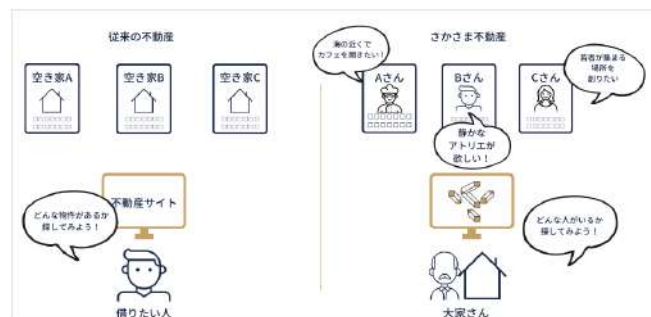 従来の不動産
空き家A
空き家B
空き家C
どんな物件があるか
探してみよう！
不動産サイト
借りたい人
さかさま不動産
海の近くで
カフェを開きたい！
Aさん
Bさん
Cさん
若者が集まる
場所を
創りたい
静かな
アトリエが
欲しい！
どんな人がいるか
探してみよう！
大家さん